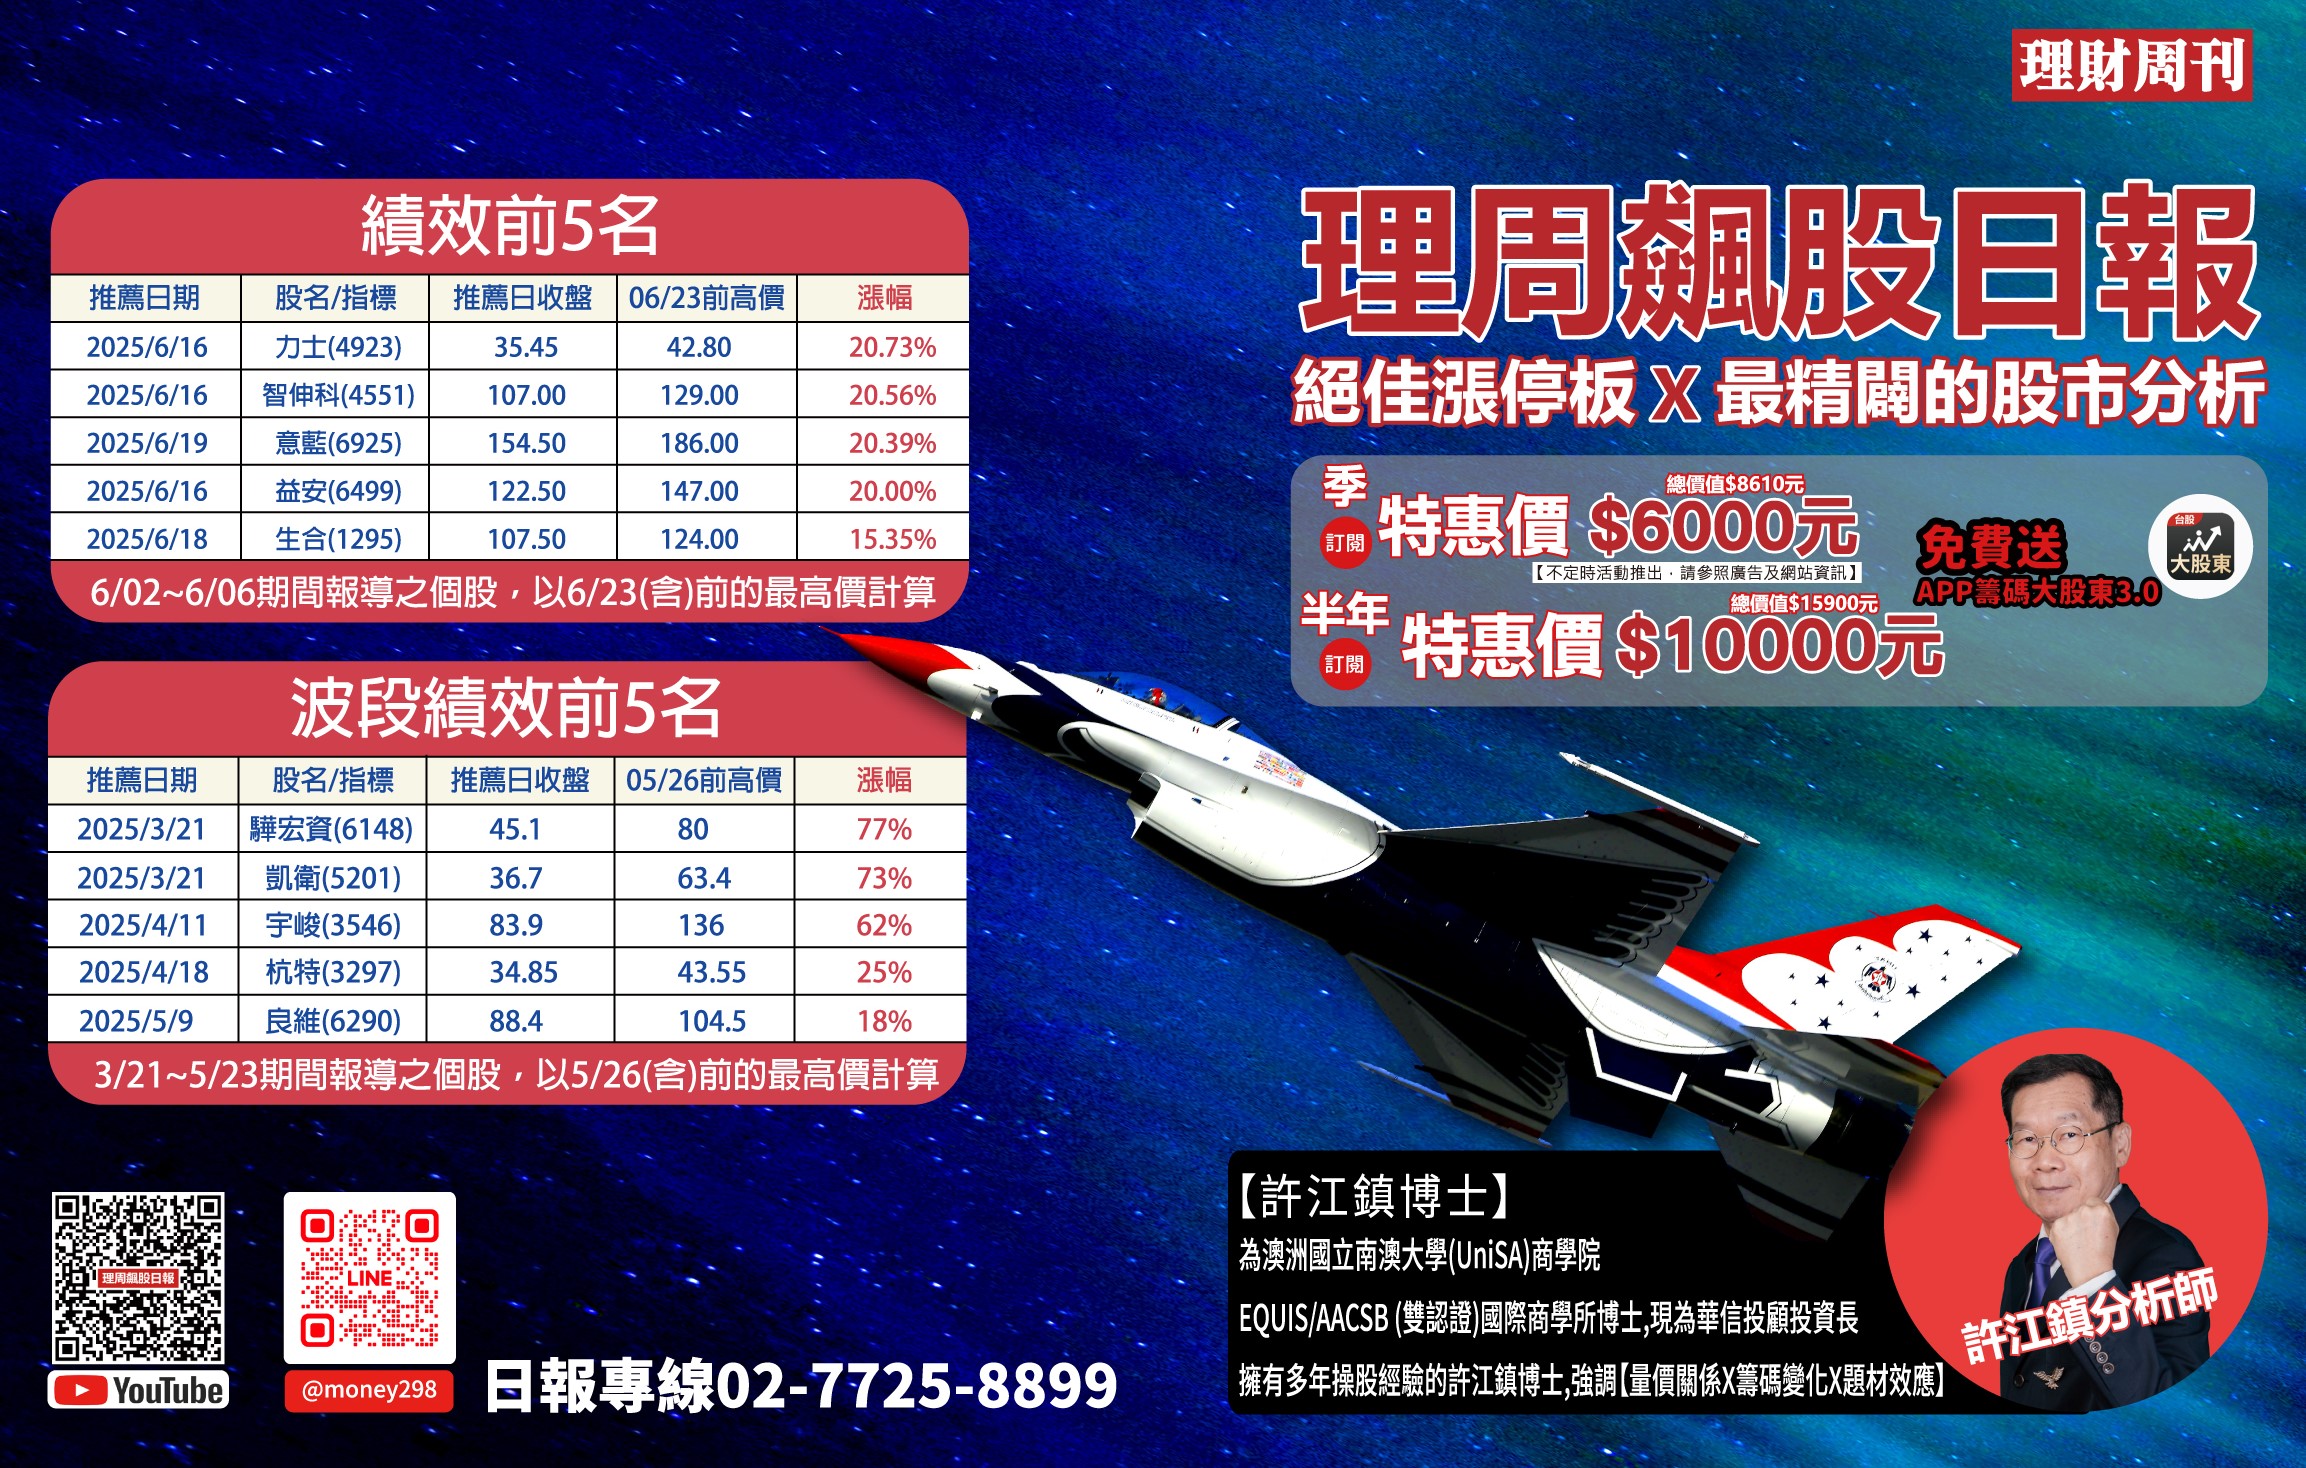 理財周刊
理周飆股日報
絕佳漲停板 X 最精闢的股市分析
季 訂閱 特惠價 $6000元 總價值$8610元
【不定時活動推出，請參照廣告及網站資訊】
半年 訂閱 特惠價 $10000元 總價值$15900元
免費送
APP籌碼大股東3.0
台股
大股東
績效前5名
推薦日期 股名/指標 推薦日收盤 06/23前高價 漲幅
2025/6/16 力士(4923) 35.45 42.80 20.73%
2025/6/16 智伸科(4551) 107.00 129.00 20.56%
2025/6/19 意藍(6925) 154.50 186.00 20.39%
2025/6/16 益安(6499) 122.50 147.00 20.00%
2025/6/18 生合(1295) 107.50 124.00 15.35%
6/02~6/06期間報導之個股，以6/23(含)前的最高價計算
波段績效前5名
推薦日期 股名/指標 推薦日收盤 05/26前高價 漲幅
2025/3/21 驊宏資(6148) 45.1 80 77%
2025/3/21 凱衛(5201) 36.7 63.4 73%
2025/4/11 宇峻(3546) 83.9 136 62%
2025/4/18 杭特(3297) 34.85 43.55 25%
2025/5/9 良維(6290) 88.4 104.5 18%
3/21~5/23期間報導之個股，以5/26(含)前的最高價計算
理周飆股日報
YouTube
LINE
@money298
日報專線02-7725-8899
【許江鎮博士】
為澳洲國立南澳大學(UniSA)商學院
EQUIS/AACSB (雙認證)國際商學所博士,現為華信投顧投資長
擁有多年操股經驗的許江鎮博士,強調【量價關係X籌碼變化X題材效應】
許江鎮分析師